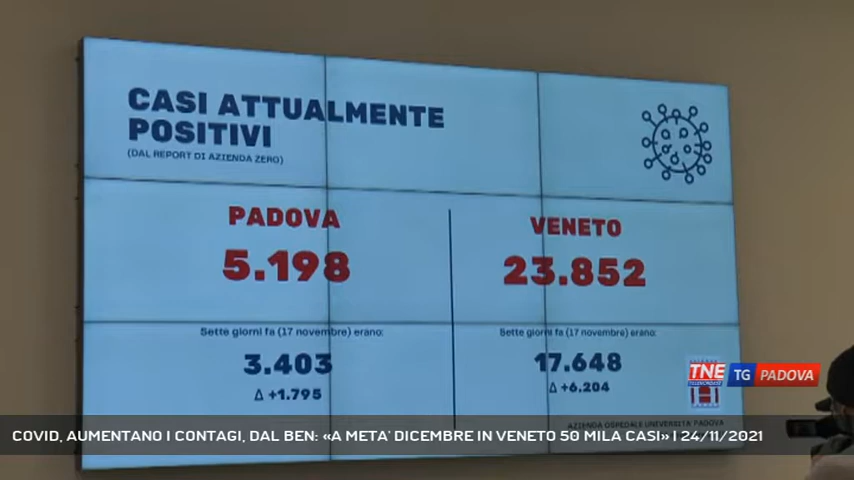 CASI ATTUALMENTE
POSITIVI
(DAL REPORT DI AZIENDA ZERO)
PADOVA
5.198
Sette giorni fa (17 novembre) erano:
3.403
Δ +1.795
VENETO
23.852
Sette giorni fa (17 novembre) erano:
17.648
Δ +6.204
TNE
TELENORDEST
TG PADOVA
AZIENDA OSPEDALE UNIVERSITÀ PADOVA
COVID, AUMENTANO I CONTAGI, DAL BEN: «A META' DICEMBRE IN VENETO 50 MILA CASI» | 24/11/2021